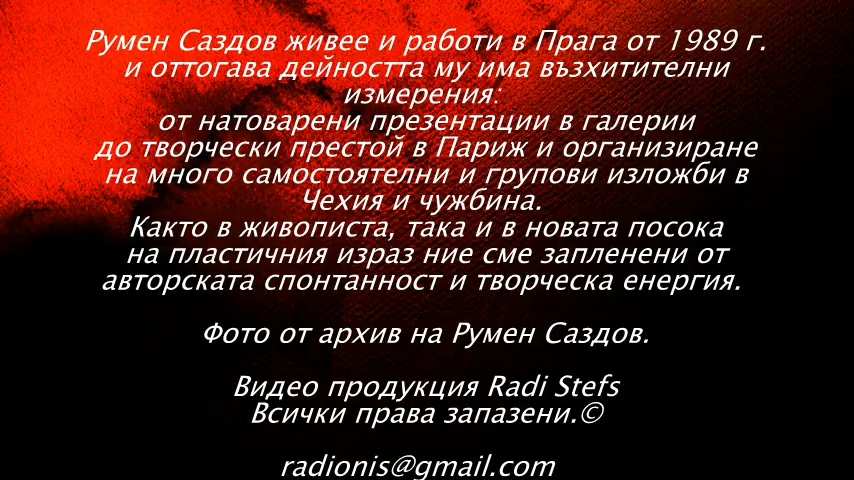 Румен Саздов живее и работи в Прага от 1989 г.
и оттогава дейността му има възхитителни
измерения:
от натоварени презентации в галерии
до творчески престой в Париж и организиране
на много самостоятелни и групови изложби в
Чехия и чужбина.
Както в живописта, така и в новата посока
на пластичния израз ние сме запленени от
авторската спонтанност и творческа енергия.
Фото от архив на Румен Саздов.
Видео продукция Radi Stefs
Всички права запазени.©
radionis@gmail.com